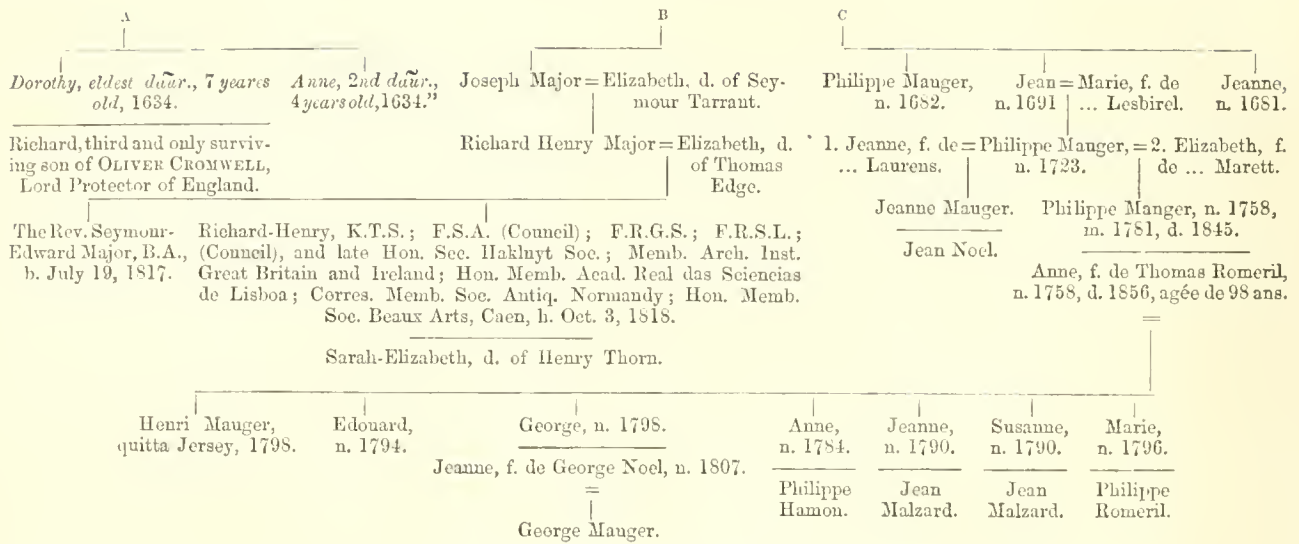 A
B
C
Dorothy, eldest daũr., 7 yeares
old, 1634.
Anne, 2nd daũr.,
4 years old, 1634."
Richard, third and only surviv-
ing son of OLIVER CROMWELL,
Lord Protector of England.
Joseph Major = Elizabeth, d. of Sey-
mour Tarrant.
Richard Henry Major = Elizabeth, d.
of Thomas
Edge.
The Rev. Seymour-
Edward Major, B.A.,
b. July 19, 1817.
Richard-Henry, K.T.S.; F.S.A. (Council); F.R.G.S.; F.R.S.L.;
(Council), and late Hon. Sec. Hakluyt Soc.; Memb. Arch. Inst.
Great Britain and Ireland; Hon. Memb. Acad. Real das Sciencias
de Lisboa; Corres. Memb. Soc. Antiq. Normandy; Hon. Memb.
Soc. Beaux Arts, Caen, b. Oct. 3, 1818.
Sarah-Elizabeth, d. of Henry Thorn.
Philippe Mauger,
n. 1682.
Jean = Marie, f. de
n. 1691 ... Lesbirel.
Jeanne,
n. 1681.
1. Jeanne, f. de = Philippe Mauger, = 2. Elizabeth, f.
... Laurens. n. 1723. de ... Marett.
Jeanne Mauger.
Jean Noel.
Philippe Mauger, n. 1758,
m. 1781, d. 1845.
Anne, f. de Thomas Romeril,
n. 1758, d. 1856, agée de 98 ans.
=
Henri Mauger,
quitta Jersey, 1798.
Edouard,
n. 1794.
George, n. 1798.
Jeanne, f. de George Noel, n. 1807.
=
George Mauger.
Anne,
n. 1784.
Philippe
Hamon.
Jeanne,
n. 1790.
Jean
Malzard.
Susanne,
n. 1790.
Jean
Malzard.
Marie,
n. 1796.
Philippe
Romeril.